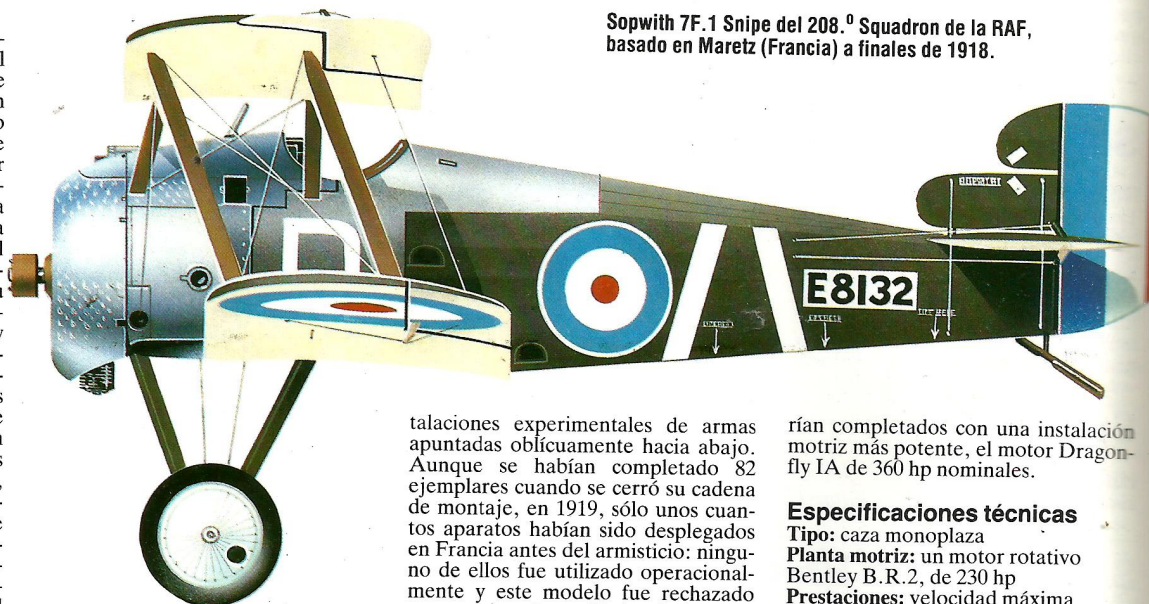 Sopwith 7F.1 Snipe del 208.º Squadron de la RAF,
basado en Maretz (Francia) a finales de 1918.
E8132
talaciones experimentales de armas
apuntadas oblícuamente hacia abajo.
Aunque se habían completado 82
ejemplares cuando se cerró su cadena
de montaje, en 1919, sólo unos cuan-
tos aparatos habían sido desplegados
en Francia antes del armisticio: ningu-
no de ellos fue utilizado operacional-
mente y este modelo fue rechazado
rían completados con una instalación
motriz más potente, el motor Dragon-
fly IA de 360 hp nominales.
Especificaciones técnicas
Tipo: caza monoplaza
Planta motriz: un motor rotativo
Bentley B.R.2, de 230 hp
Prestaciones: velocidad máxima